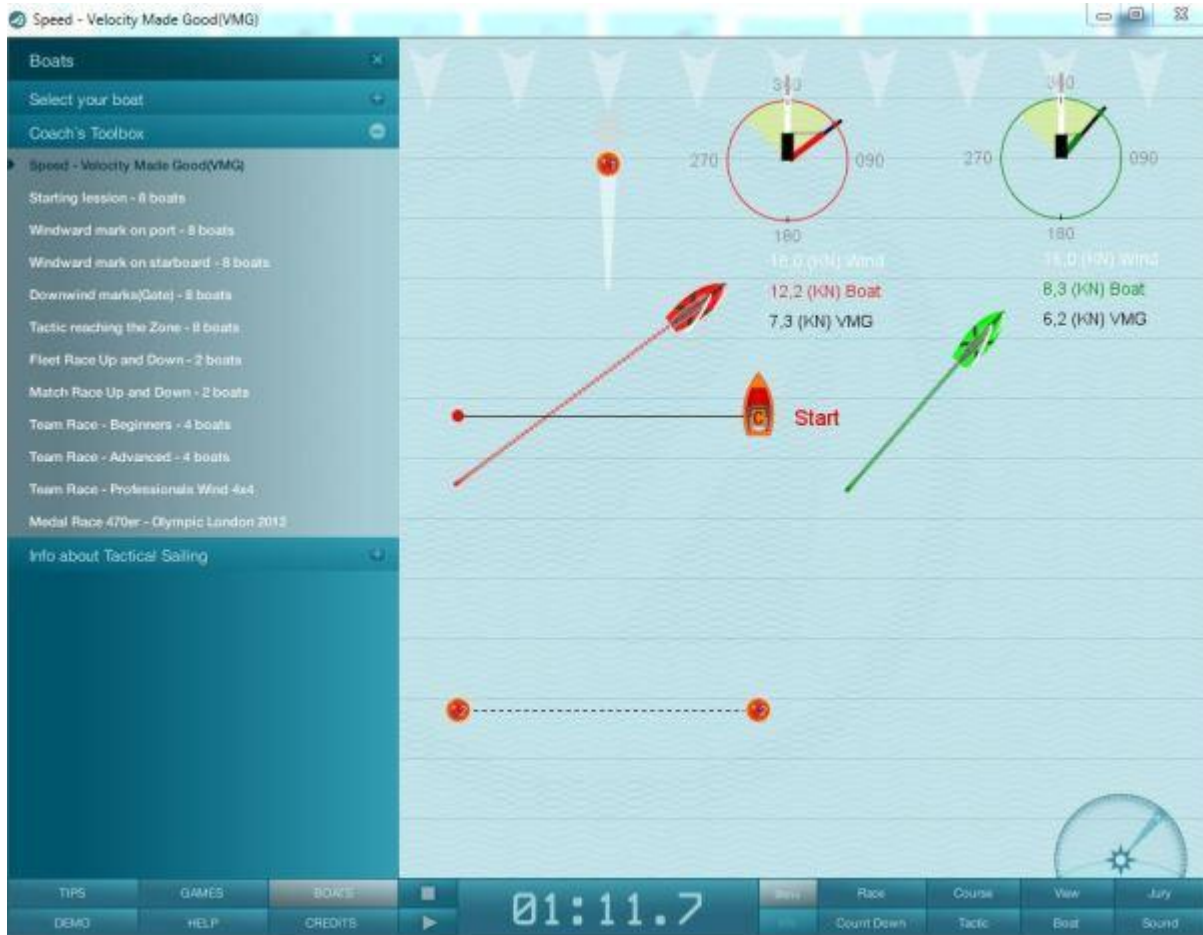 Speed - Velocity Made Good(VMG)
Boats
Select your boat
Coach's Toolbox
Speed - Velocity Made Good(VMG)
Starting lession - 8 boats
Windward mark on port - 8 boats
Windward mark on starboard - 8 boats
Downwind marks(Gate) - 8 boats
Tactic reaching the Zone - 8 boats
Fleet Race Up and Down - 2 boats
Match Race Up and Down - 2 boats
Team Race - Beginners - 4 boats
Team Race - Advanced - 4 boats
Team Race - Professionals Wind 4x4
Medal Race 470er - Olympic London 2012
Info about Tactical Sailing
270 090
180
(KN) Wind
12,2 (KN) Boat
7,3 (KN) VMG
270 090
180
(KN) Wind
8,3 (KN) Boat
6,2 (KN) VMG
C Start
TIPS GAMES BOATS
DEMO HELP CREDITS
01:11.7
Race Course View Jury
Count Down Tactic Boat Sound